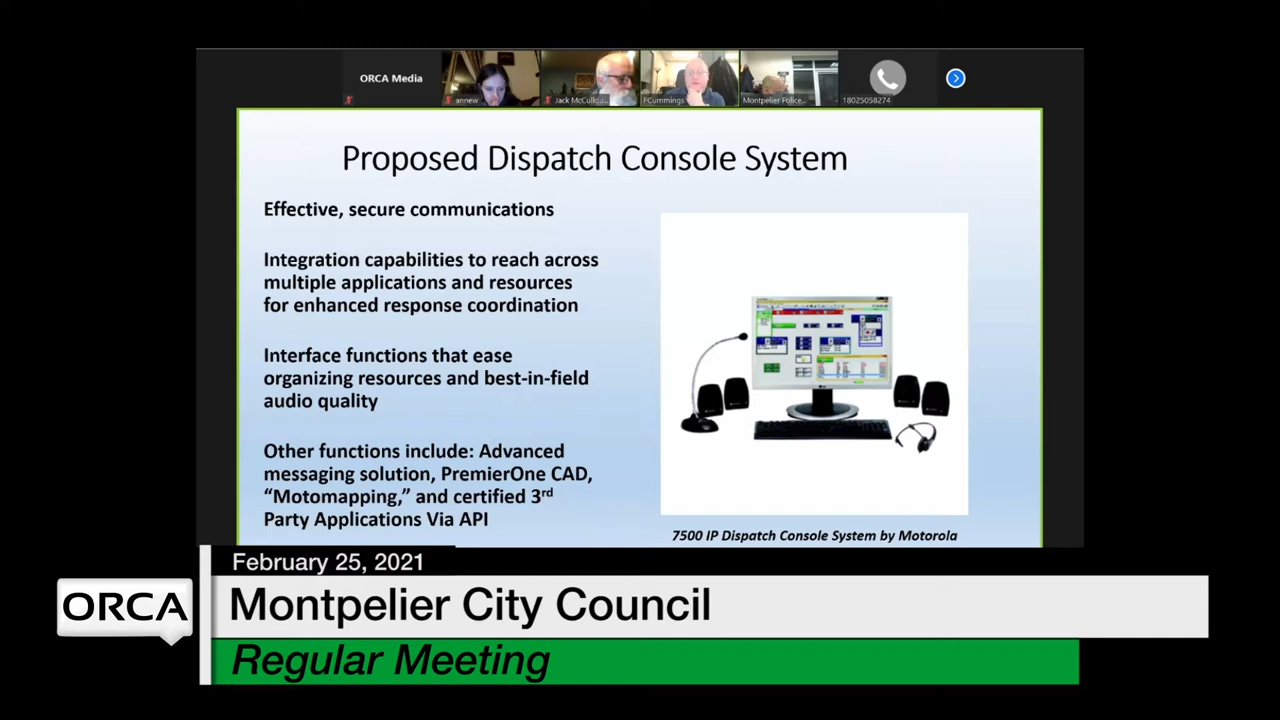 ORCA Media
annew
Jack McCullou...
FCummings
Montpelier Police...
18025058274
Proposed Dispatch Console System
Effective, secure communications
Integration capabilities to reach across
multiple applications and resources
for enhanced response coordination
Interface functions that ease
organizing resources and best-in-field
audio quality
Other functions include: Advanced
messaging solution, PremierOne CAD,
“Motomapping,” and certified 3rd
Party Applications Via API
7500 IP Dispatch Console System by Motorola
February 25, 2021
ORCA
Montpelier City Council
Regular Meeting